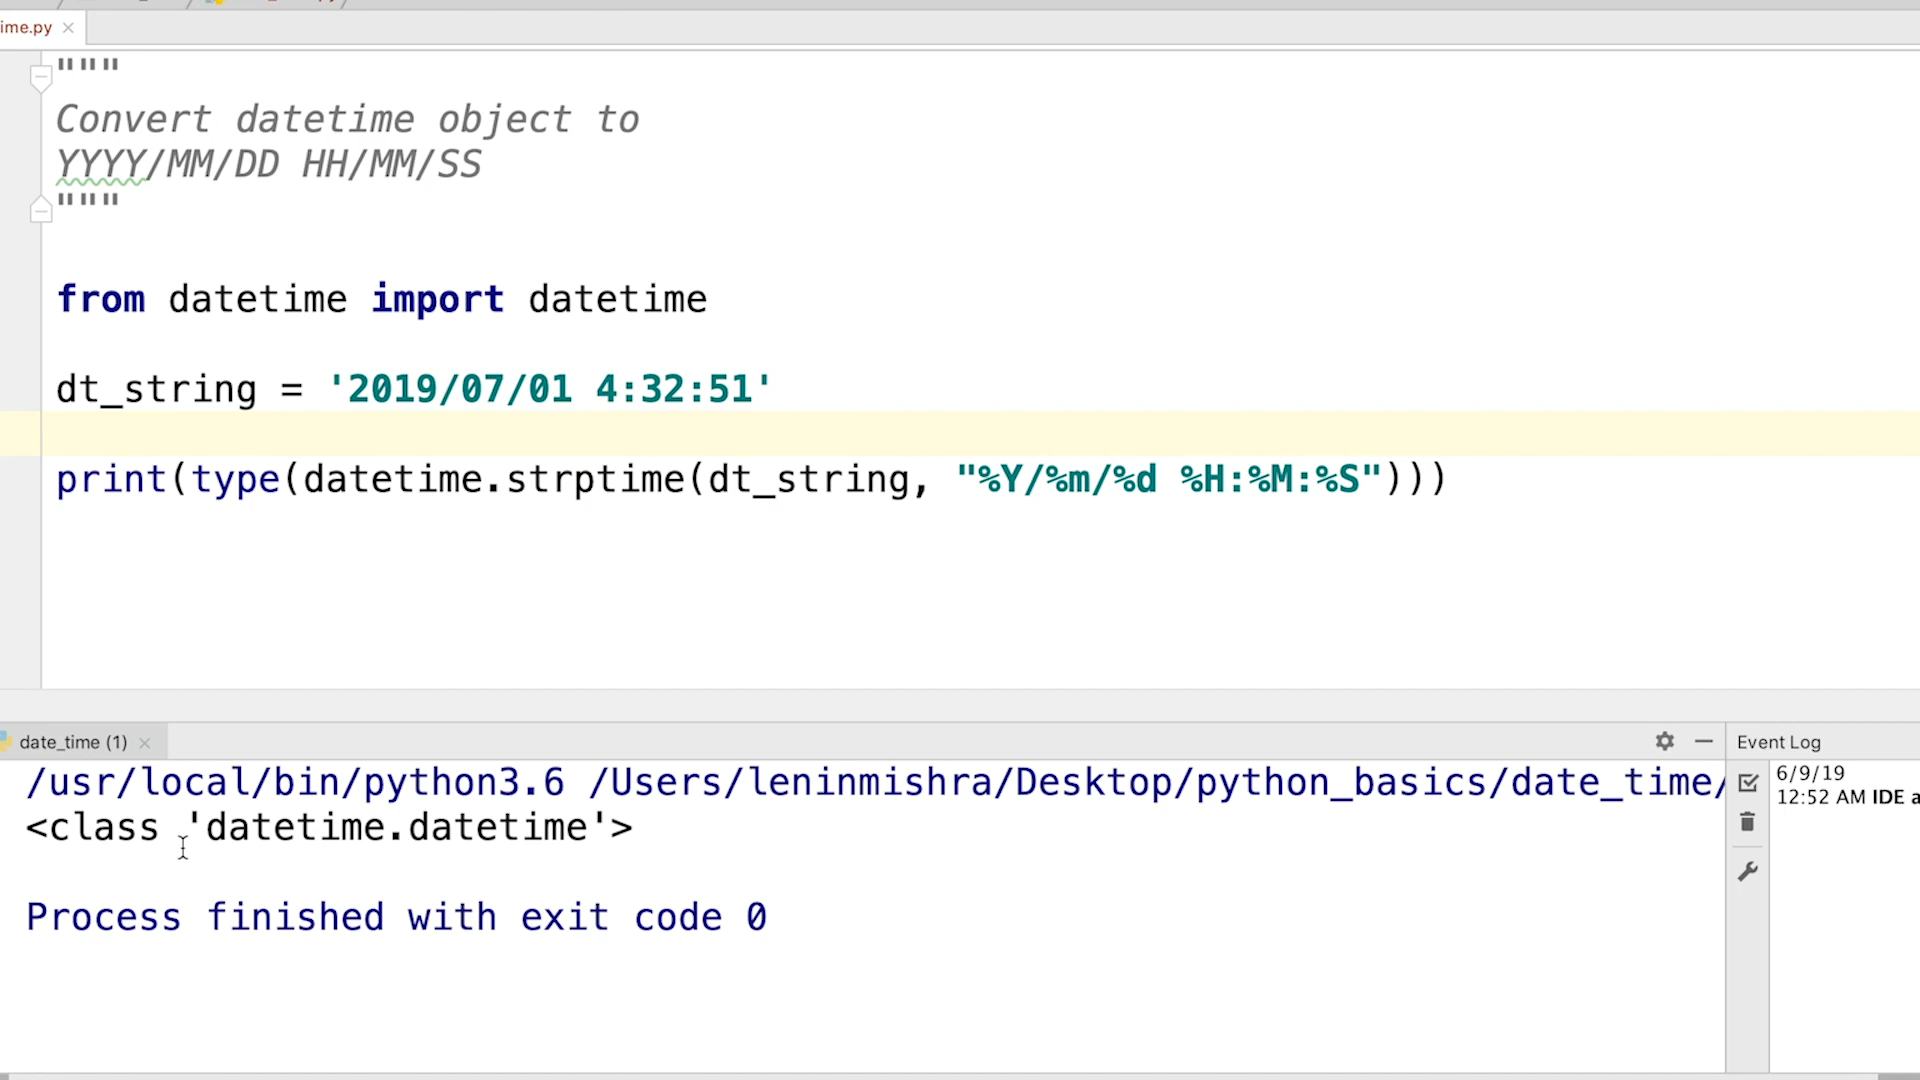 ime.py
"""
Convert datetime object to
YYYY/MM/DD HH/MM/SS
"""
from datetime import datetime
dt_string = '2019/07/01 4:32:51'
print(type(datetime.strptime(dt_string, "%Y/%m/%d %H:%M:%S")))
date_time (1)
Event Log
/usr/local/bin/python3.6 /Users/leninmishra/Desktop/python_basics/date_time/
<class 'datetime.datetime'>
Process finished with exit code 0
6/9/19
12:52 AM IDE a